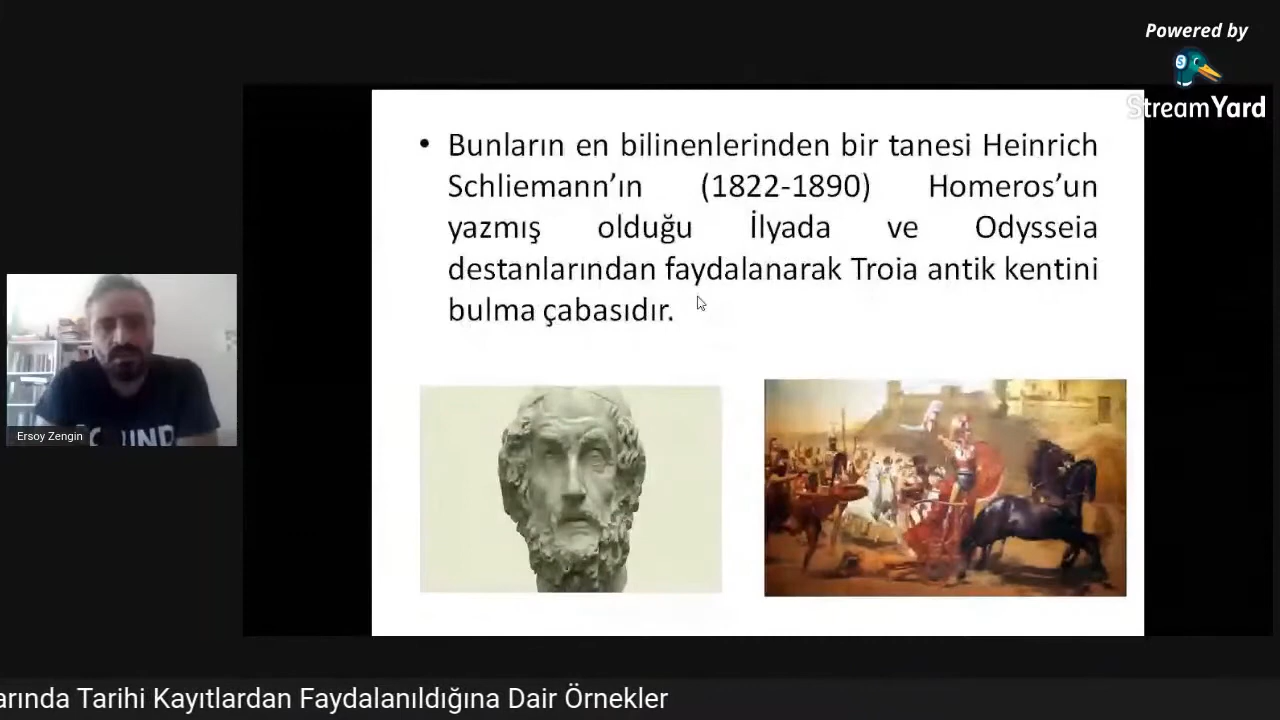 Powered by
StreamYard
• Bunların en bilinenlerinden bir tanesi Heinrich
Schliemann’ın (1822-1890) Homeros’un
yazmış olduğu İlyada ve Odysseia
destanlarından faydalanarak Troia antik kentini
bulma çabasıdır.
Ersoy Zengin
arında Tarihi Kayıtlardan Faydalanıldığına Dair Örnekler